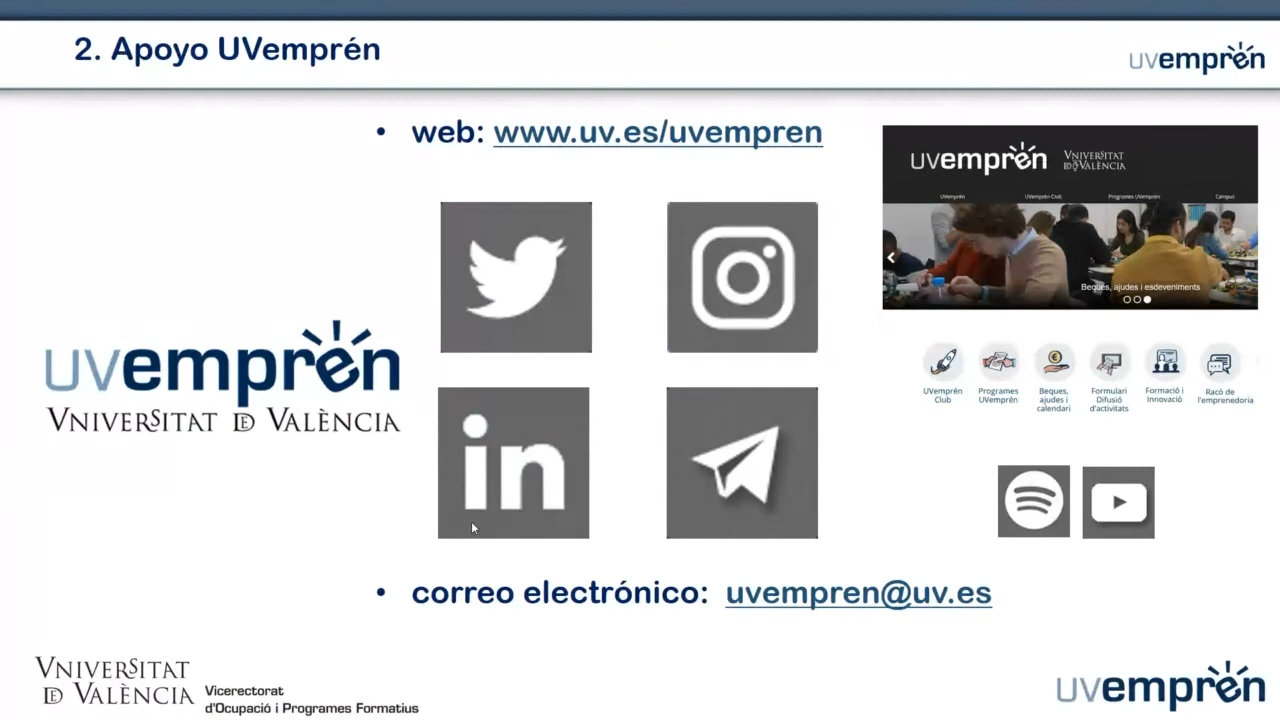 2. Apoyo UVemprén
uvemprén
• web: www.uv.es/uvempren
uvemprén VNIVERSITAT DE VALÈNCIA
UVemprén UVemprén Club Programes UVemprén Campus
Beques, ajudes i esdeveniments
uvemprén
VNIVERSITAT DE VALÈNCIA
in
UVemprén Club
Programes UVemprén
Beques, ajudes i calendari
Formulari Difusió d'activitats
Formació i Innovació
Racó de l'emprenedoria
• correo electrónico: uvempren@uv.es
VNIVERSITAT
DE VALÈNCIA
Vicerectorat
d'Ocupació i Programes Formatius
uvemprén